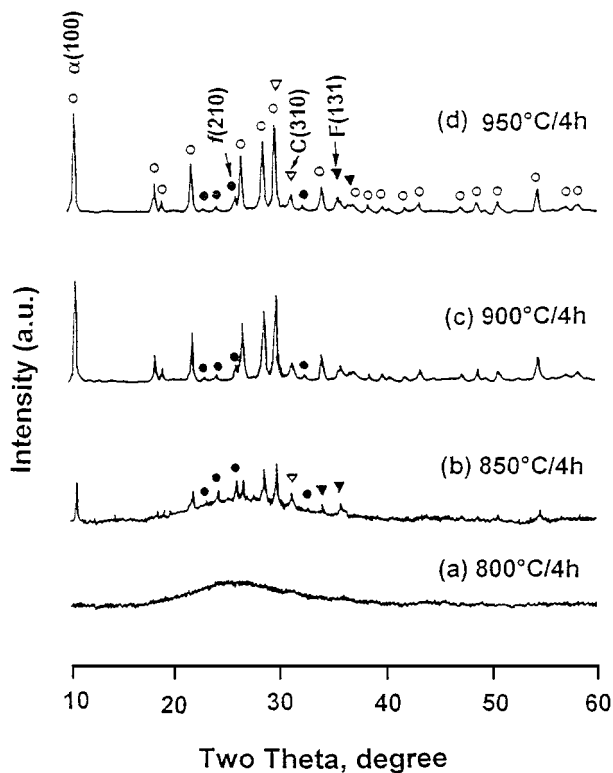 α(100)
f(210)
C(310)
F(131)
(d) 950°C/4h
(c) 900°C/4h
(b) 850°C/4h
(a) 800°C/4h
Intensity (a.u.)
10 20 30 40 50 60
Two Theta, degree